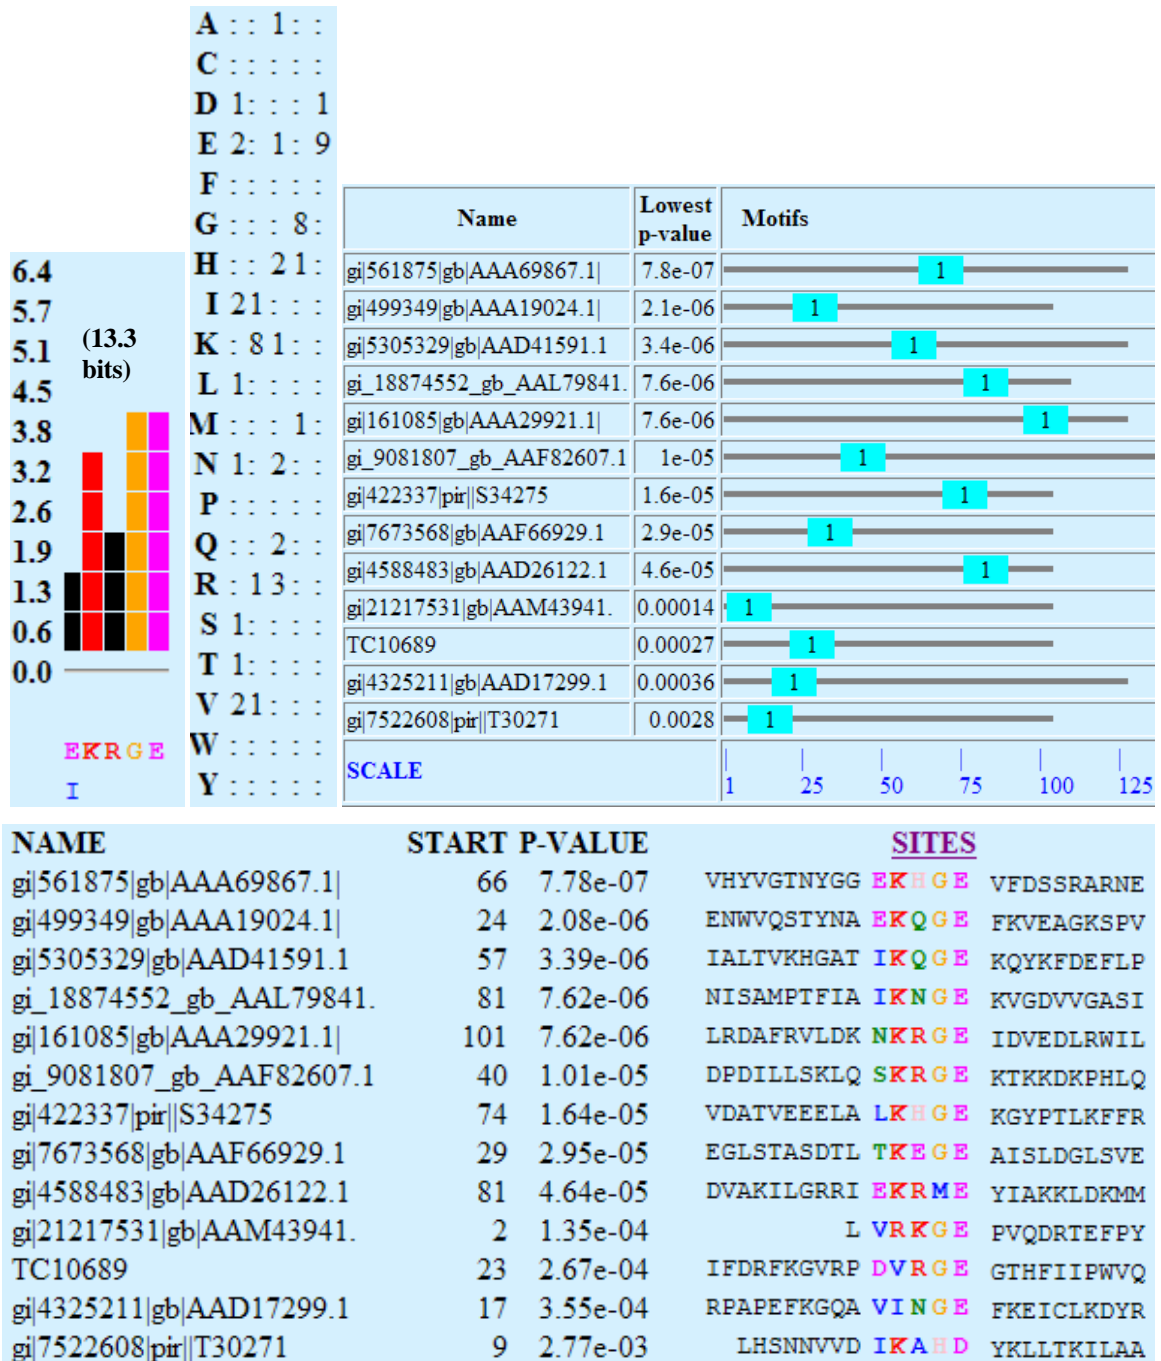 A : : 1 : :
C : : : : :
D 1 : : : 1
E 2 : 1 : 9
F : : : : :
G : : : 8 :
H : : 2 1 :
I 2 1 : : :
K : 8 1 : :
L 1 : : : :
M : : : 1 :
N 1 : 2 : :
P : : : : :
Q : : 2 : :
R : 1 3 : :
S 1 : : : :
T 1 : : : :
V 2 1 : : :
W : : : : :
Y : : : : :
6.4
5.7
5.1
4.5
3.8
3.2
2.6
1.9
1.3
0.6
0.0
(13.3
bits)
EKRGE
I
Name Lowest p-value Motifs
gi|561875|gb|AAA69867.1| 7.8e-07 1
gi|499349|gb|AAA19024.1| 2.1e-06 1
gi|5305329|gb|AAD41591.1 3.4e-06 1
gi_18874552_gb_AAL79841. 7.6e-06 1
gi|161085|gb|AAA29921.1| 7.6e-06 1
gi_9081807_gb_AAF82607.1 1e-05 1
gi|422337|pir||S34275 1.6e-05 1
gi|7673568|gb|AAF66929.1 2.9e-05 1
gi|4588483|gb|AAD26122.1 4.6e-05 1
gi|21217531|gb|AAM43941. 0.00014 1
TC10689 0.00027 1
gi|4325211|gb|AAD17299.1 0.00036 1
gi|7522608|pir||T30271 0.0028 1
SCALE 1 25 50 75 100 125
NAME START P-VALUE SITES
gi|561875|gb|AAA69867.1| 66 7.78e-07 VHYVGTNYGG EKHGE VFDSSRARNE
gi|499349|gb|AAA19024.1| 24 2.08e-06 ENWVQSTYNA EKQGE FKVEAGKSPV
gi|5305329|gb|AAD41591.1 57 3.39e-06 IALTVKHGAT IKQGE KQYKFDEFLP
gi_18874552_gb_AAL79841. 81 7.62e-06 NISAMPTFIA IKNGE KVGDVVGASI
gi|161085|gb|AAA29921.1| 101 7.62e-06 LRDAFRVLDK NKRGE IDVEDLRWIL
gi_9081807_gb_AAF82607.1 40 1.01e-05 DPDILLSKLQ SKRGE KTKKDKPHLQ
gi|422337|pir||S34275 74 1.64e-05 VDATVEEELA LKHGE KGYPTLKFFR
gi|7673568|gb|AAF66929.1 29 2.95e-05 EGLSTASDTL TKEGE AISLDGLSVE
gi|4588483|gb|AAD26122.1 81 4.64e-05 DVAKILGRRI EKRME YIAKKLDKMM
gi|21217531|gb|AAM43941. 2 1.35e-04 L VRKGE PVQDRTEFPY
TC10689 23 2.67e-04 IFDRFKGVRP DVRGE GTHFIIPWVQ
gi|4325211|gb|AAD17299.1 17 3.55e-04 RPAPEFKGQA VINGE FKEICLKDYR
gi|7522608|pir||T30271 9 2.77e-03 LHSNNVVD IKAHD YKLLTKILAA